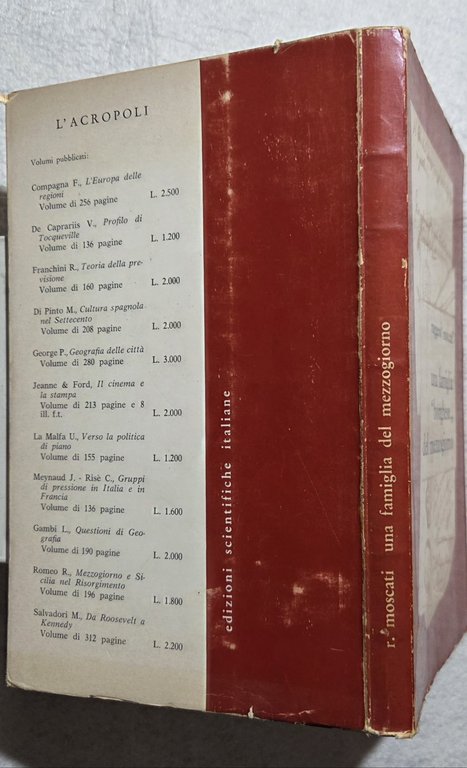 L'ACROPOLI
Volumi pubblicati:
Compagna F., L'Europa delle
regioni
Volume di 256 pagine L. 2.500
De Caprariis V., Profilo di
Tocqueville
Volume di 136 pagine L. 1.200
Franchini R., Teoria della pre-
visione
Volume di 160 pagine L. 2.000
Di Pinto M., Cultura spagnola
nel Settecento
Volume di 208 pagine L. 2.000
George P., Geografia delle città
Volume di 280 pagine L. 3.000
Jeanne & Ford, Il cinema e
la stampa
Volume di 213 pagine e 8
ill. f.t. L. 2.000
La Malfa U., Verso la politica
di piano
Volume di 155 pagine L. 1.200
Meynaud J. - Risè C., Gruppi
di pressione in Italia e in
Francia
Volume di 136 pagine L. 1.600
Gambi L., Questioni di Geo-
grafia
Volume di 190 pagine L. 2.000
Romeo R., Mezzogiorno e Si-
cilia nel Risorgimento
Volume di 196 pagine L. 1.800
Salvadori M., Da Roosevelt a
Kennedy
Volume di 312 pagine L. 2.200
edizioni scientifiche italiane
r. moscati una famiglia del mezzogiorno
una famiglia
"borghese"
del mezzogiorno